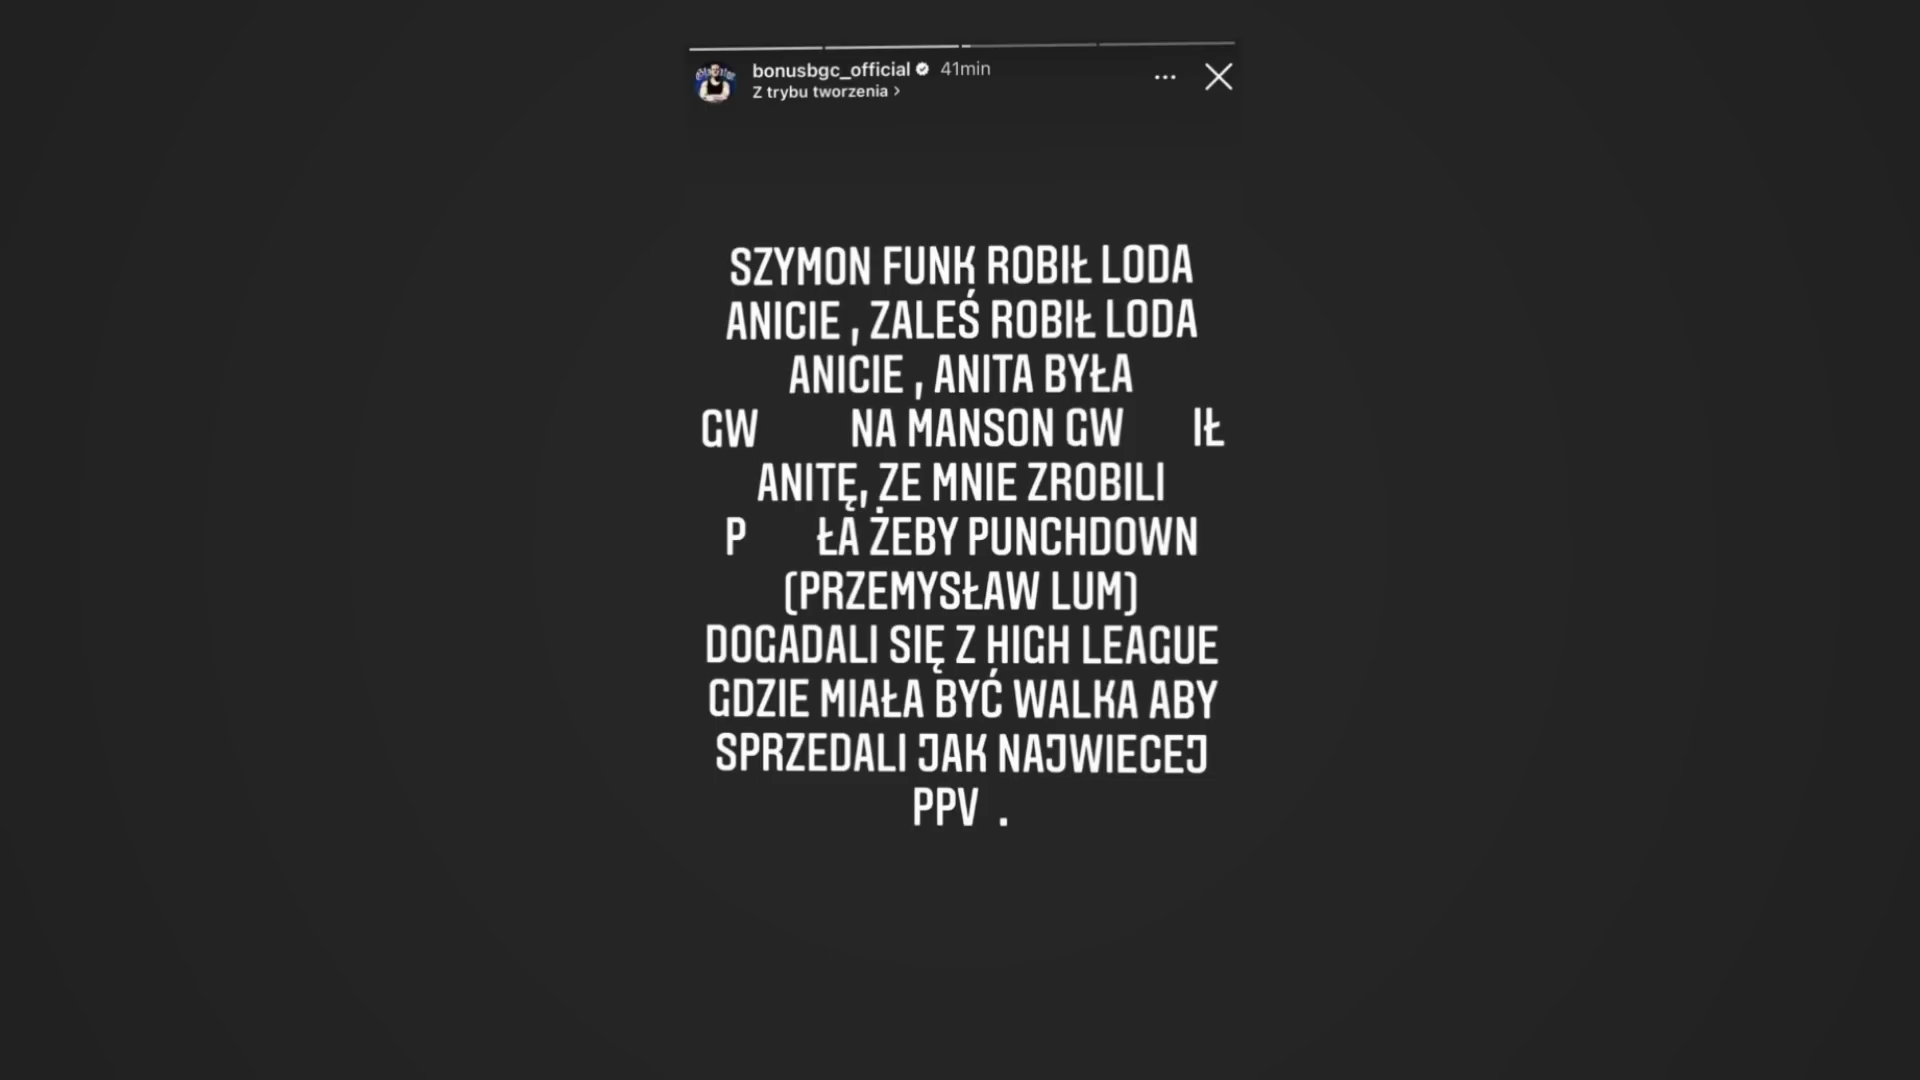 bonusbgc_official 41min
Z trybu tworzenia
SZYMON FUNK ROBIŁ LODA
ANICIE , ZALEŚ ROBIŁ LODA
ANICIE , ANITA BYŁA
GW NA MANSON GW IŁ
ANITĘ, ZE MNIE ZROBILI
P ŁA ŻEBY PUNCHDOWN
(PRZEMYSŁAW LUM)
DOGADALI SIĘ Z HIGH LEAGUE
GDZIE MIAŁA BYĆ WALKA ABY
SPRZEDALI JAK NAJWIECEJ
PPV .